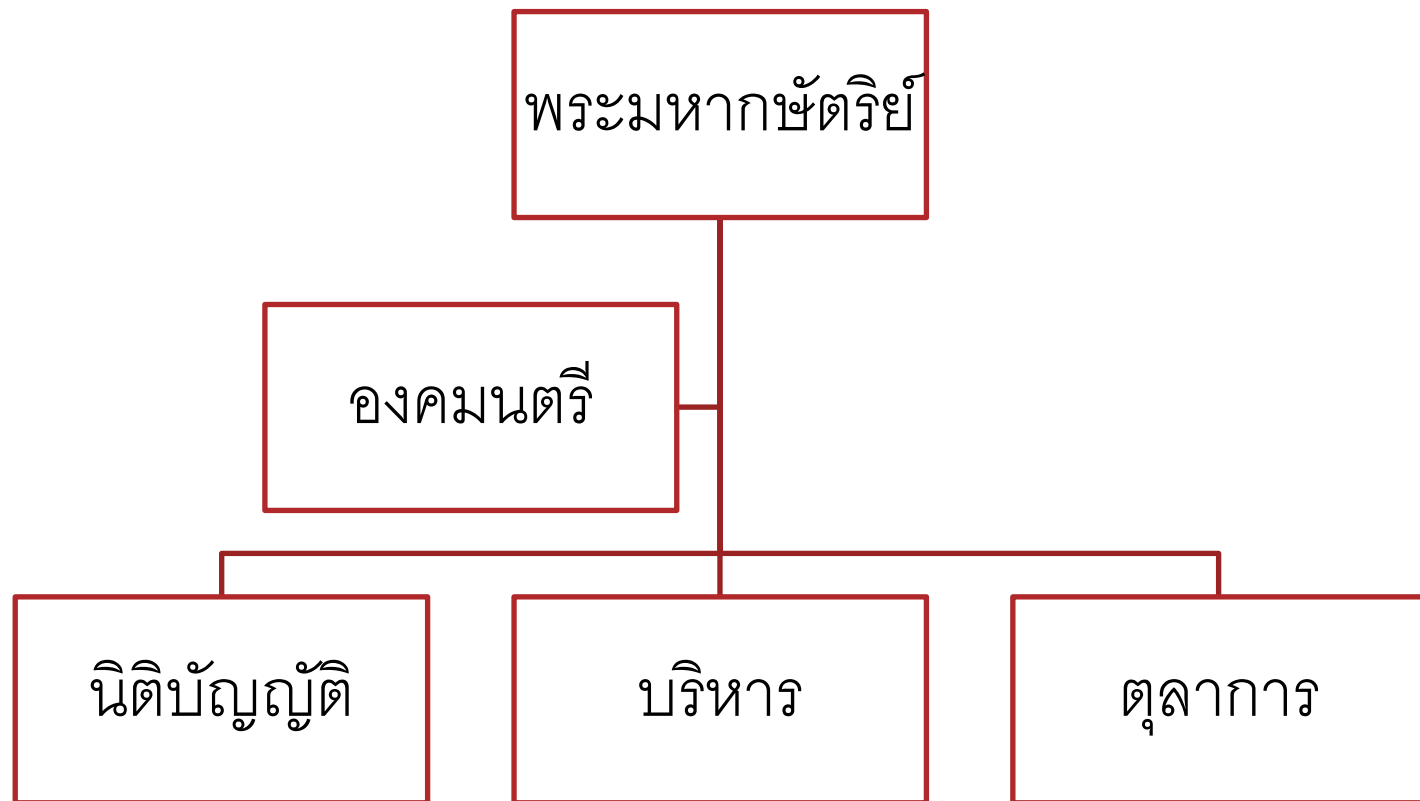 พระมหากษัตริย์
องคมนตรี
นิติบัญญัติ
บริหาร
ตุลาการ